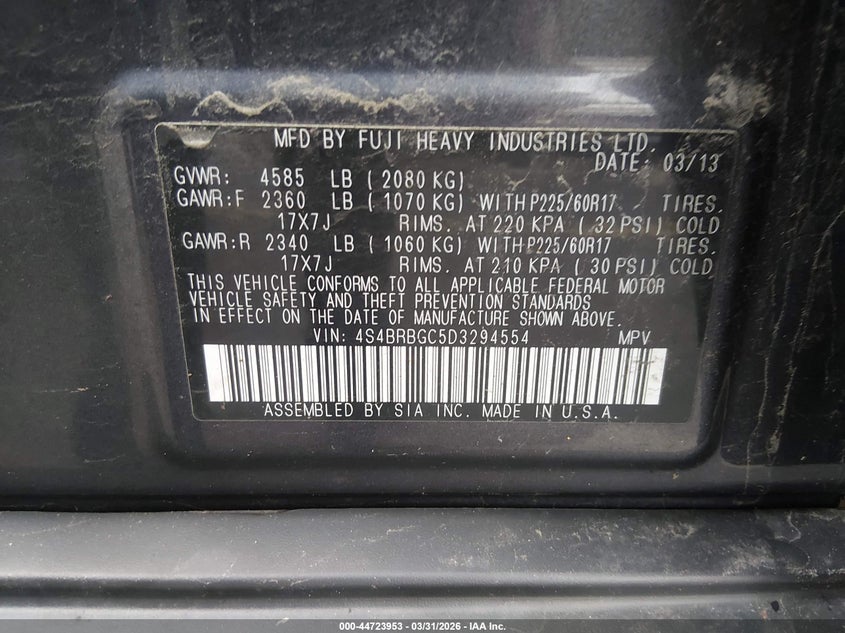 MFD BY FUJI HEAVY INDUSTRIES LTD.
DATE: 03/13
GVWR: 4585 LB (2080 KG)
GAWR:F 2360 LB (1070 KG) WITH P225/60R17 TIRES.
17X7J RIMS. AT 220 KPA (32 PSI) COLD
GAWR:R 2340 LB (1060 KG) WITH P225/60R17 TIRES.
17X7J RIMS. AT 210 KPA (30 PSI) COLD
THIS VEHICLE CONFORMS TO ALL APPLICABLE FEDERAL MOTOR
VEHICLE SAFETY AND THEFT PREVENTION STANDARDS
IN EFFECT ON THE DATE OF MANUFACTURE SHOWN ABOVE.
VIN: 4S4BRBGC5D3294554 MPV
ASSEMBLED BY SIA INC. MADE IN U.S.A.
000-44723953 - 03/31/2026 - IAA Inc.